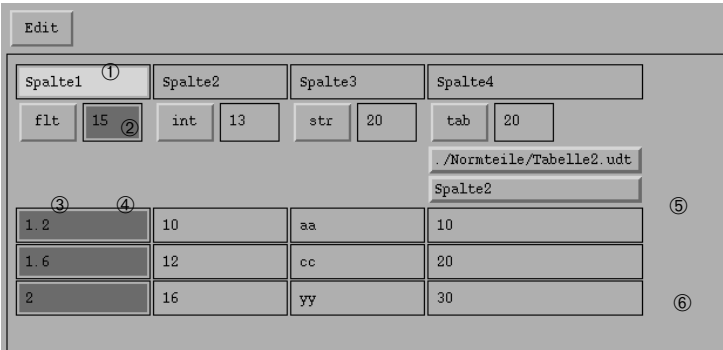 Edit
Spalte1 ① Spalte2 Spalte3 Spalte4
flt 15 ② int 13 str 20 tab 20
./Normteile/Tabelle2.udt
Spalte2
③ ④ ⑤
1.2 10 aa 10
1.6 12 cc 20
2 16 yy 30 ⑥